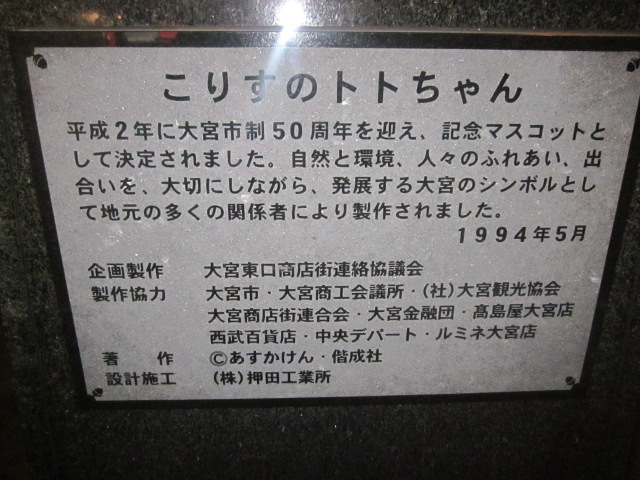 こりすのトトちゃん
平成2年に大宮市制50周年を迎え、記念マスコットと
して決定されました。自然と環境、人々のふれあい、出
合いを、大切にしながら、発展する大宮のシンボルとし
て地元の多くの関係者により製作されました。
1994年5月
企画製作 大宮東口商店街連絡協議会
製作協力 大宮市・大宮商工会議所・(社)大宮観光協会
大宮商店街連合会・大宮金融団・髙島屋大宮店
西武百貨店・中央デパート・ルミネ大宮店
著作 ©あすかけん・偕成社
設計施工 (株)押田工業所